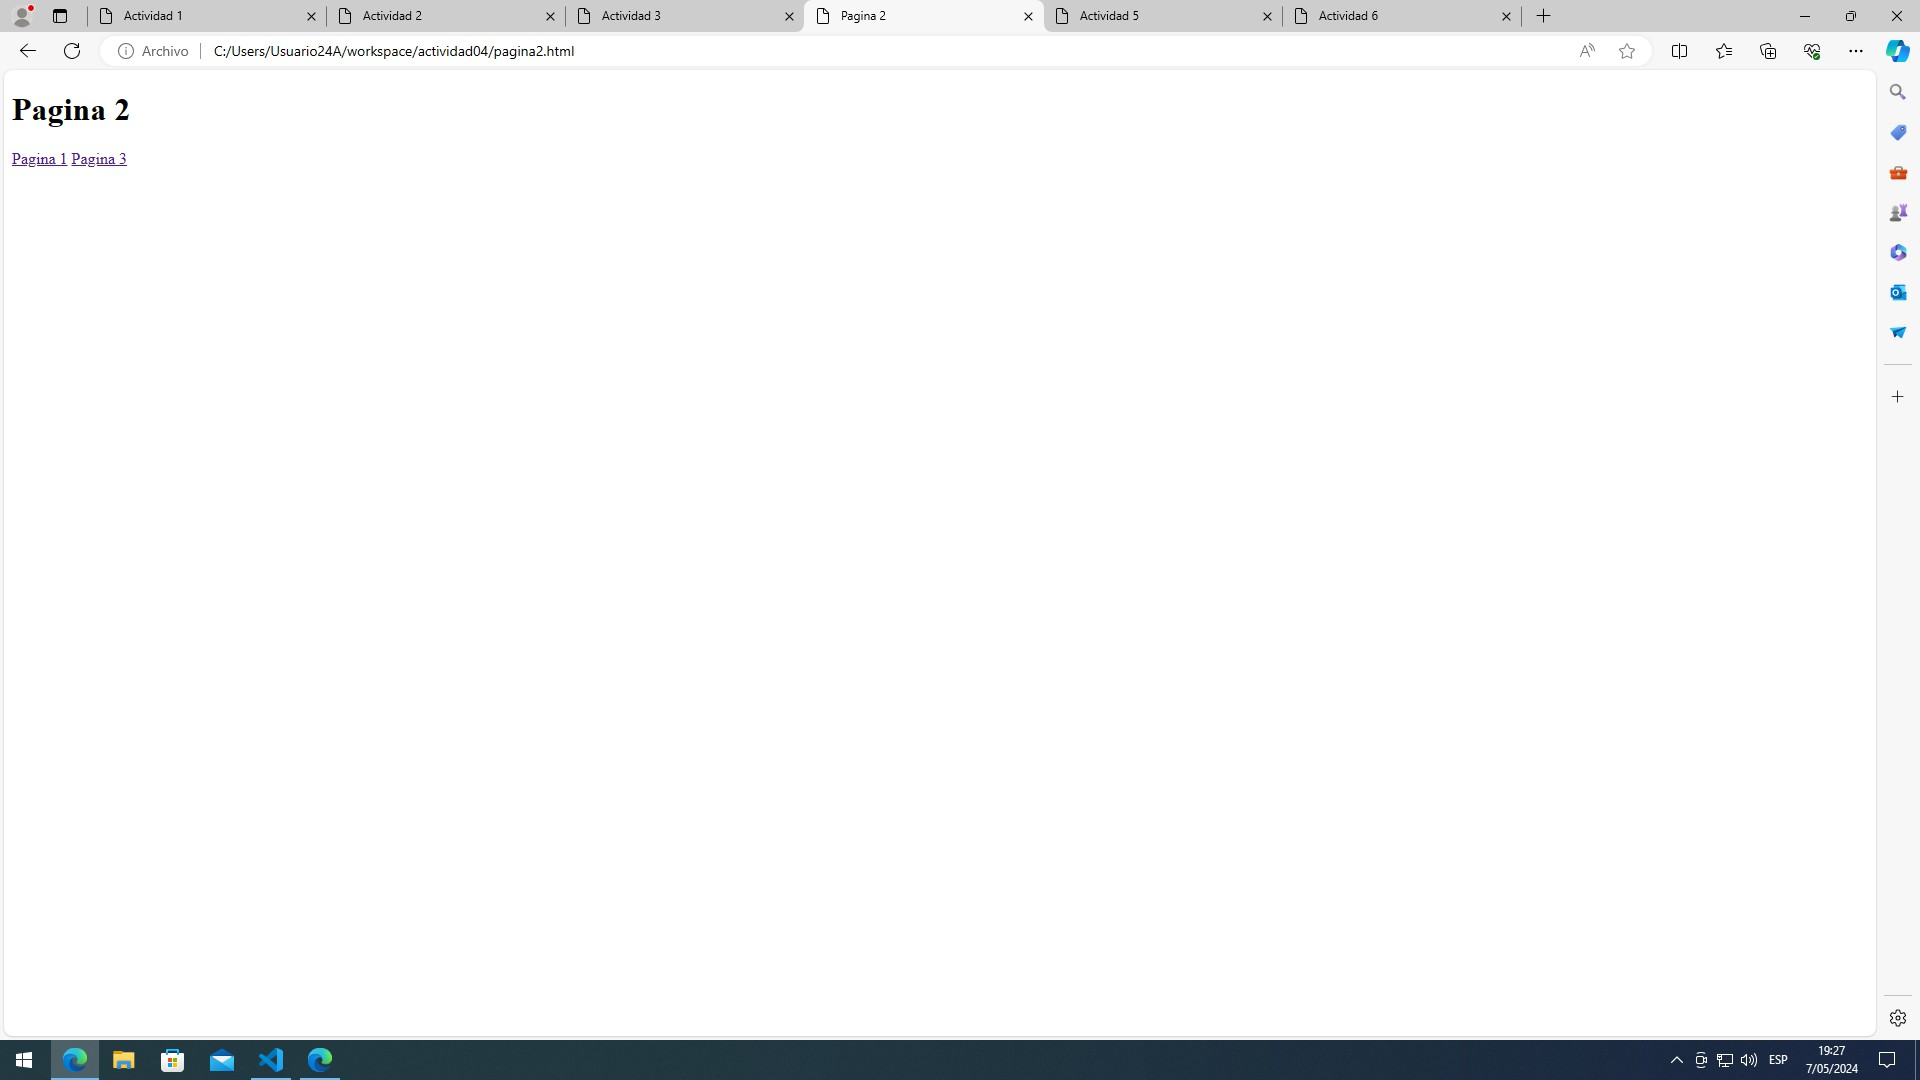 Actividad 1
Actividad 2
Actividad 3
Pagina 2
Actividad 5
Actividad 6
Archivo
C:/Users/Usuario24A/workspace/actividad04/pagina2.html
Pagina 2
Pagina 1 Pagina 3
ESP
19:27
7/05/2024